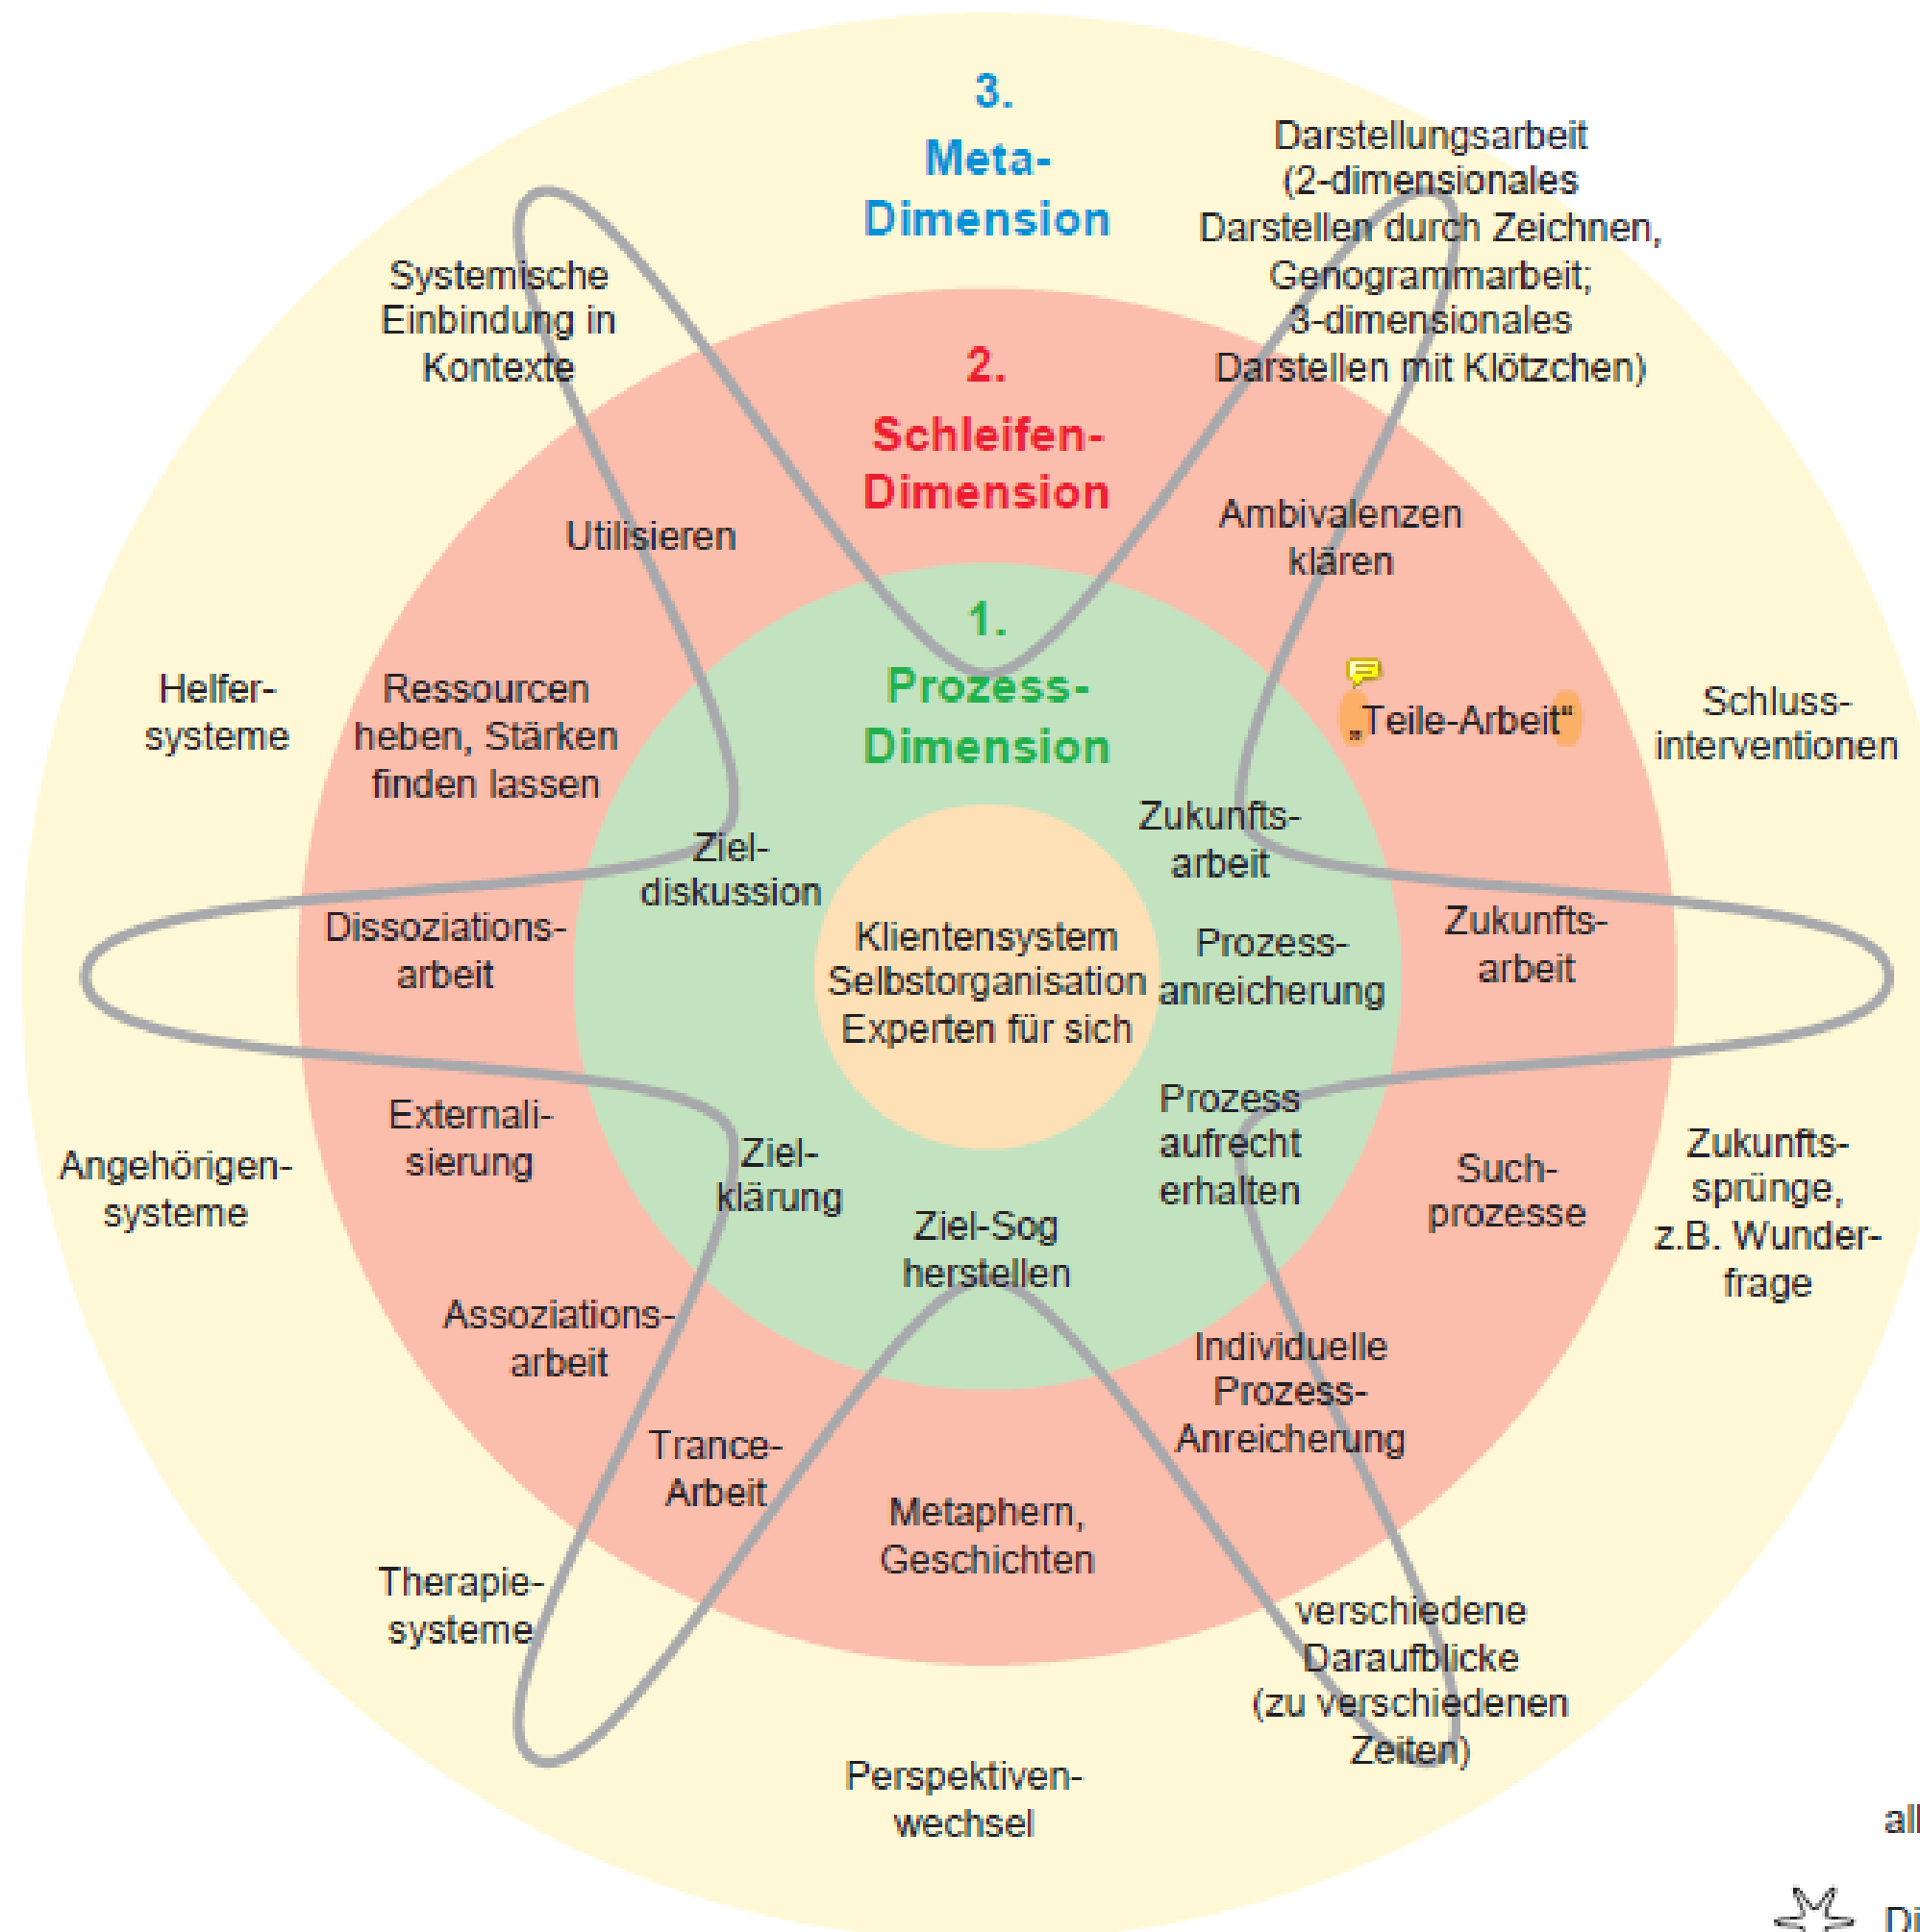 3.
Meta-
Dimension
Darstellungsarbeit
(2-dimensionales
Darstellen durch Zeichnen,
Genogrammarbeit;
3-dimensionales
Darstellen mit Klötzchen)
Systemische
Einbindung in
Kontexte
2.
Schleifen-
Dimension
Utilisieren
Ambivalenzen
klären
1.
Prozess-
Dimension
Helfer-
systeme
Ressourcen
heben, Stärken
finden lassen
„Teile-Arbeit“
Schluss-
interventionen
Ziel-
diskussion
Zukunfts-
arbeit
Dissoziations-
arbeit
Klientensystem
Selbstorganisation
Experten für sich
Prozess-
anreicherung
Zukunfts-
arbeit
Externali-
sierung
Angehörigen-
systeme
Ziel-
klärung
Ziel-Sog
herstellen
Prozess
aufrecht
erhalten
Such-
prozesse
Zukunfts-
sprünge,
z.B. Wunder-
frage
Assoziations-
arbeit
Individuelle
Prozess-
Anreicherung
Trance-
Arbeit
Metaphern,
Geschichten
Therapie-
systeme
verschiedene
Daraufblicke
(zu verschiedenen
Zeiten)
Perspektiven-
wechsel